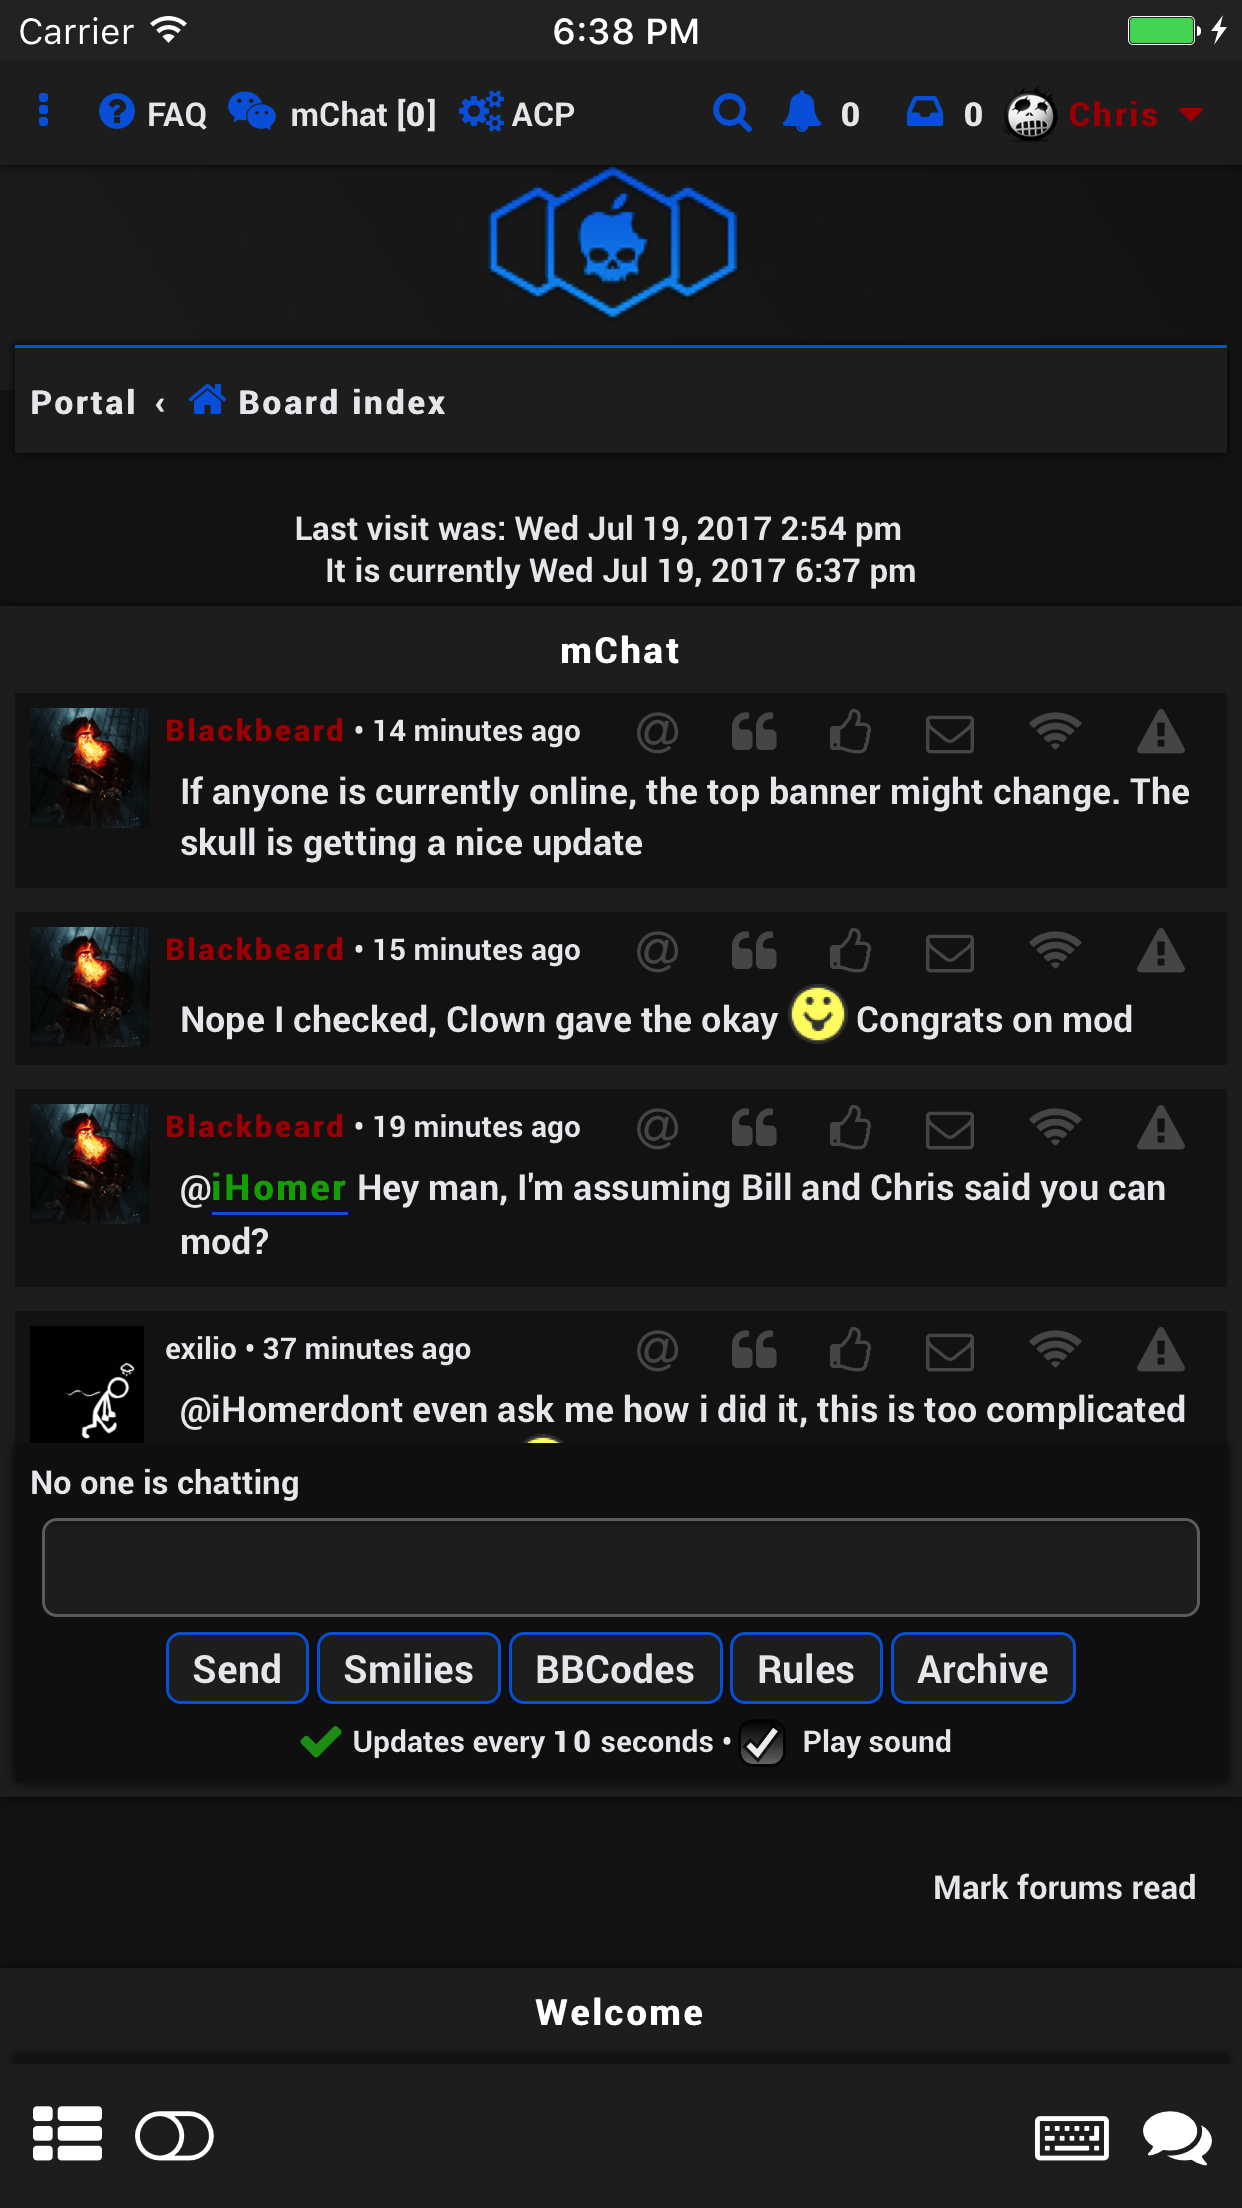 Carrier 6:38 PM
FAQ mChat [0] ACP 0 0 Chris
Portal ‹ Board index
Last visit was: Wed Jul 19, 2017 2:54 pm
It is currently Wed Jul 19, 2017 6:37 pm
mChat
Blackbeard • 14 minutes ago @
If anyone is currently online, the top banner might change. The
skull is getting a nice update
Blackbeard • 15 minutes ago @
Nope I checked, Clown gave the okay Congrats on mod
Blackbeard • 19 minutes ago @
@iHomer Hey man, I'm assuming Bill and Chris said you can
mod?
exilio • 37 minutes ago @
@iHomerdont even ask me how i did it, this is too complicated
No one is chatting
Send Smilies BBCodes Rules Archive
Updates every 10 seconds • Play sound
Mark forums read
Welcome